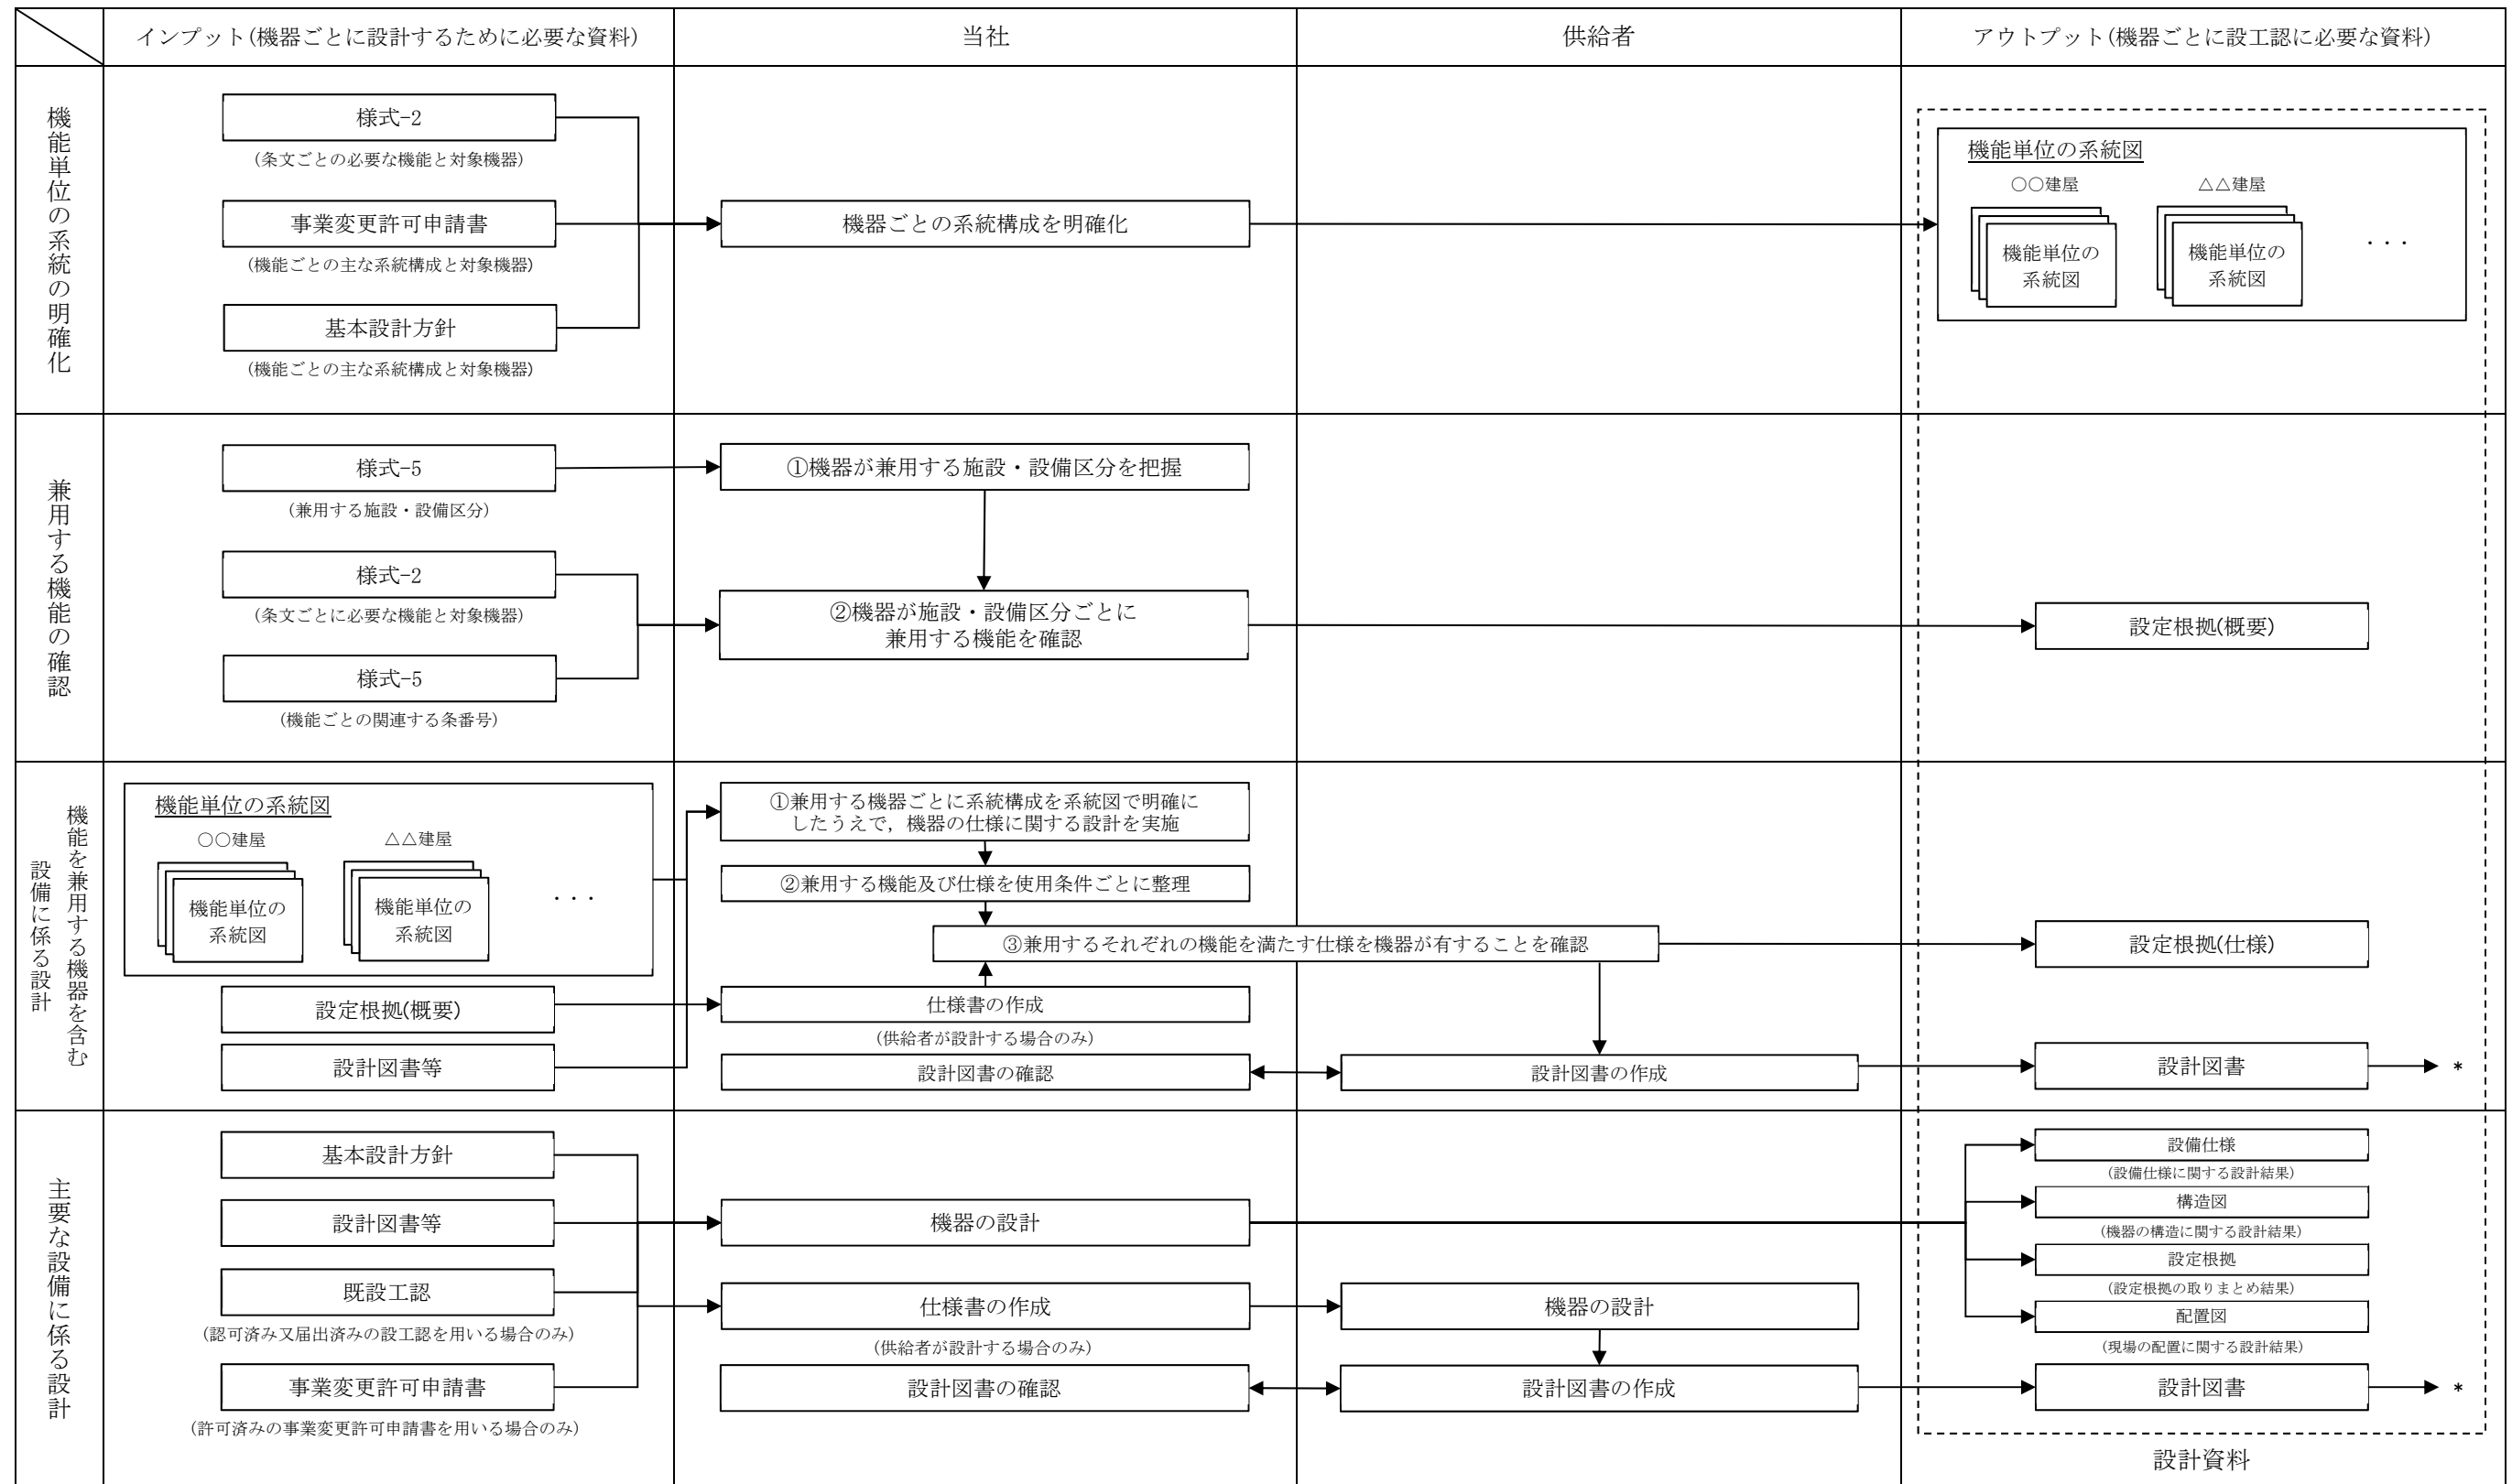 インプット(機器ごとに設計するために必要な資料)
当社
供給者
アウトプット(機器ごとに設工認に必要な資料)
機能単位の系統の明確化
様式-2
(条文ごとの必要な機能と対象機器)
事業変更許可申請書
(機能ごとの主な系統構成と対象機器)
基本設計方針
(機能ごとの主な系統構成と対象機器)
機器ごとの系統構成を明確化
機能単位の系統図
○○建屋
△△建屋
機能単位の
系統図
機能単位の
系統図
・・・
兼用する機能の確認
様式-5
(兼用する施設・設備区分)
様式-2
(条文ごとに必要な機能と対象機器)
様式-5
(機能ごとの関連する条番号)
①機器が兼用する施設・設備区分を把握
②機器が施設・設備区分ごとに
兼用する機能を確認
設定根拠(概要)
機能を兼用する機器を含む
設備に係る設計
機能単位の系統図
○○建屋
△△建屋
機能単位の
系統図
機能単位の
系統図
・・・
設定根拠(概要)
設計図書等
①兼用する機器ごとに系統構成を系統図で明確に
したうえで，機器の仕様に関する設計を実施
②兼用する機能及び仕様を使用条件ごとに整理
③兼用するそれぞれの機能を満たす仕様を機器が有することを確認
仕様書の作成
(供給者が設計する場合のみ)
設計図書の確認
設計図書の作成
設定根拠(仕様)
設計図書
*
主要な設備に係る設計
基本設計方針
設計図書等
既設工認
(認可済み又届出済みの設工認を用いる場合のみ)
事業変更許可申請書
(許可済みの事業変更許可申請書を用いる場合のみ)
機器の設計
仕様書の作成
(供給者が設計する場合のみ)
設計図書の確認
機器の設計
設計図書の作成
設備仕様
(設備仕様に関する設計結果)
構造図
(機器の構造に関する設計結果)
設定根拠
(設定根拠の取りまとめ結果)
配置図
(現場の配置に関する設計結果)
設計図書
*
設計資料